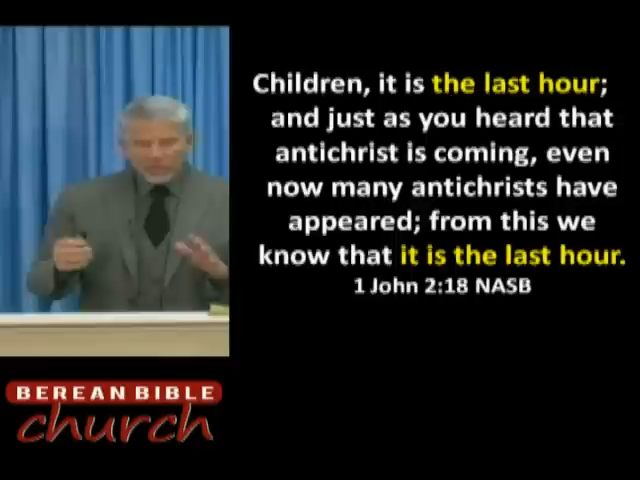 Children, it is the last hour;
and just as you heard that
antichrist is coming, even
now many antichrists have
appeared; from this we
know that it is the last hour.
1 John 2:18 NASB
BEREAN BIBLE
church